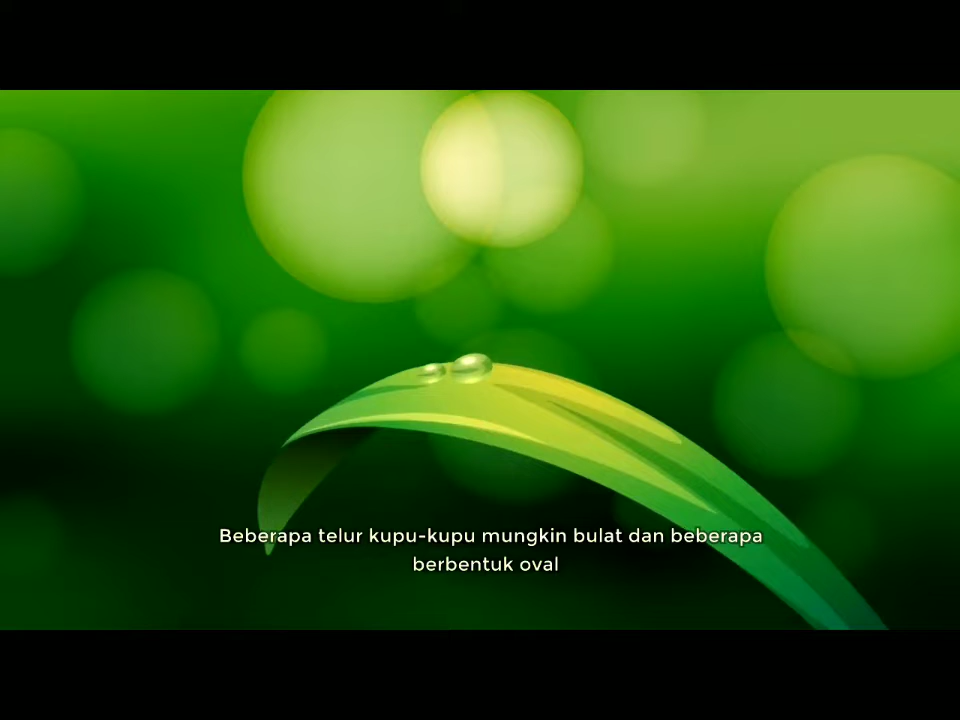 Beberapa telur kupu-kupu mungkin bulat dan beberapa
berbentuk oval